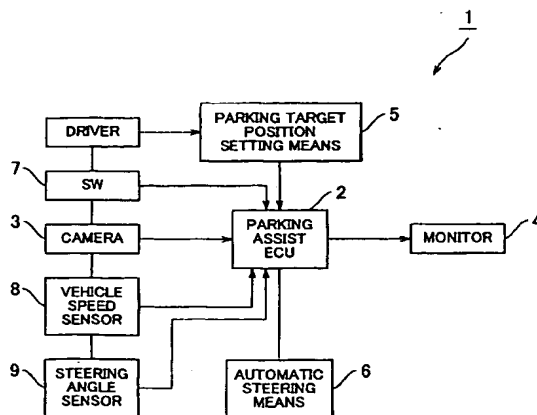 1
DRIVER
PARKING TARGET
POSITION
SETTING MEANS
5
7
SW
2
3
CAMERA
PARKING
ASSIST
ECU
MONITOR
4
8
VEHICLE
SPEED
SENSOR
9
STEERING
ANGLE
SENSOR
AUTOMATIC
STEERING
MEANS
6